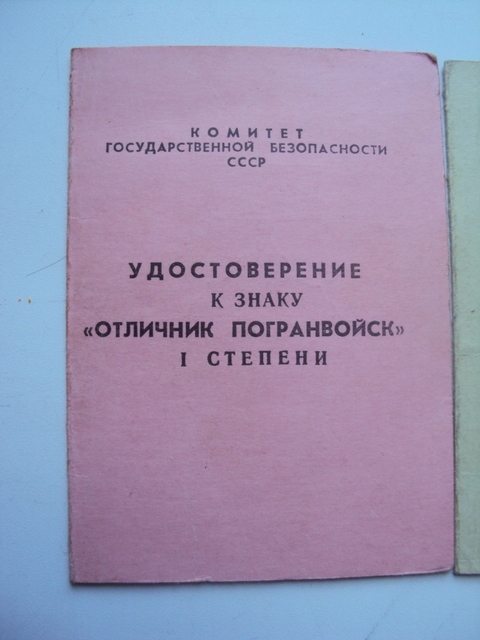 КОМИТЕТ
ГОСУДАРСТВЕННОЙ БЕЗОПАСНОСТИ
СССР
УДОСТОВЕРЕНИЕ
К ЗНАКУ
«ОТЛИЧНИК ПОГРАНВОЙСК»
I СТЕПЕНИ